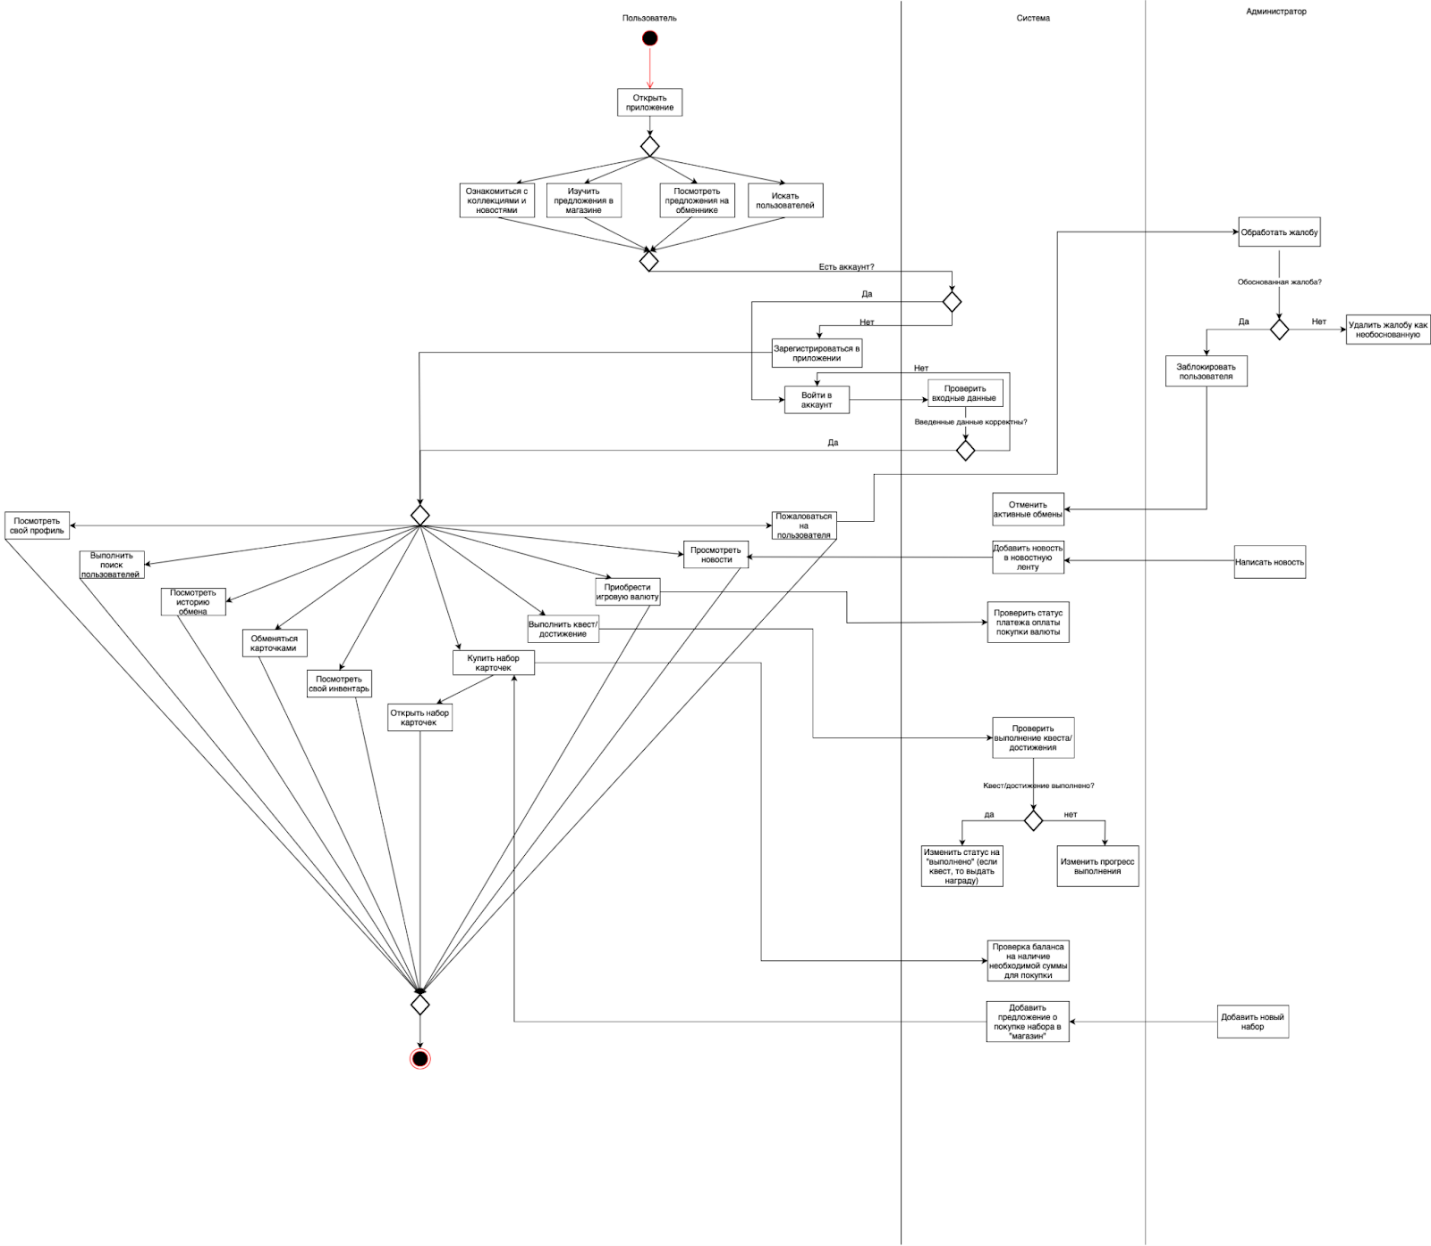 Пользователь
Система
Администратор
Открыть
приложение
Ознакомиться с
коллекциями и
новостями
Изучить
предложения в
магазине
Посмотреть
предложения на
обменнике
Искать
пользователей
Есть аккаунт?
Да
Нет
Зарегистрироваться в
приложении
Нет
Войти в
аккаунт
Проверить
входные данные
Введенные данные корректны?
Да
Обработать жалобу
Обоснованная жалоба?
Да
Нет
Удалить жалобу как
необоснованную
Заблокировать
пользователя
Отменить
активные обмены
Посмотреть
свой профиль
Пожаловаться
на
пользователя
Выполнить
поиск
пользователей
Просмотреть
новости
Добавить новость
в новостную
ленту
Написать новость
Посмотреть
историю
обмена
Приобрести
игровую валюту
Проверить статус
платежа оплаты
покупки валюты
Обменяться
карточками
Выполнить квест/
достижение
Купить набор
карточек
Посмотреть
свой инвентарь
Открыть набор
карточек
Проверить
выполнение квеста/
достижения
Квест/достижение выполнено?
да
нет
Изменить статус на
"выполнено" (если
квест, то выдать
награду)
Изменить прогресс
выполнения
Проверка баланса
на наличие
необходимой суммы
для покупки
Добавить
предложение о
покупке набора в
"магазин"
Добавить новый
набор